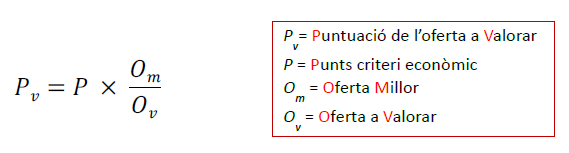 P_v = P × O_m / O_v
P_v = Puntuació de l'oferta a Valorar
P = Punts criteri econòmic
O_m = Oferta Millor
O_v = Oferta a Valorar